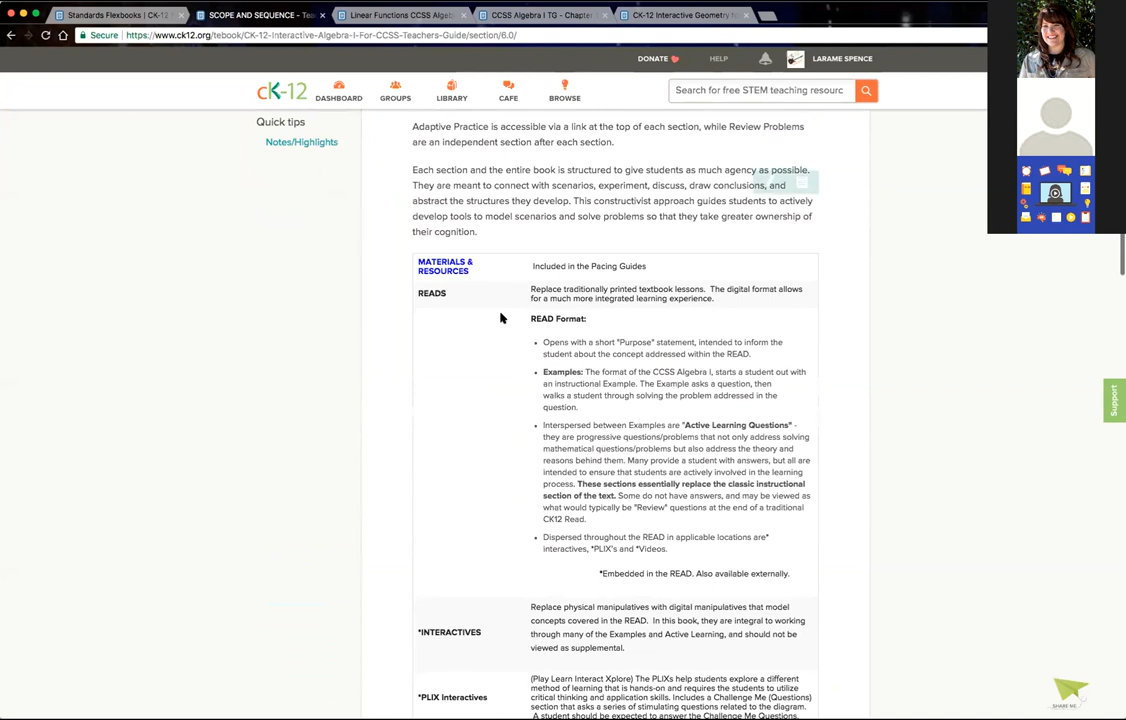 Standards Flexbooks | CK-12
SCOPE AND SEQUENCE - Tea
Linear Functions CCSS Algebra
CCSS Algebra I TG - Chapter
CK-12 Interactive Geometry
Secure
https://www.ck12.org/tebook/CK-12-Interactive-Algebra-I-For-CCSS-Teachers-Guide/section/6.0/
DONATE
HELP
LARAME SPENCE
cK-12
DASHBOARD
GROUPS
LIBRARY
CAFE
BROWSE
Search for free STEM teaching resourc
Quick tips
Notes/Highlights
Adaptive Practice is accessible via a link at the top of each section, while Review Problems
are an independent section after each section.
Each section and the entire book is structured to give students as much agency as possible.
They are meant to connect with scenarios, experiment, discuss, draw conclusions, and
abstract the structures they develop. This constructivist approach guides students to actively
develop tools to model scenarios and solve problems so that they take greater ownership of
their cognition.
MATERIALS &
RESOURCES
Included in the Pacing Guides
READS
Replace traditionally printed textbook lessons. The digital format allows
for a much more integrated learning experience.
READ Format:
• Opens with a short "Purpose" statement, intended to inform the
student about the concept addressed within the READ.
• Examples: The format of the CCSS Algebra I, starts a student out with
an instructional Example. The Example asks a question, then
walks a student through solving the problem addressed in the
question.
• Interspersed between Examples are "Active Learning Questions" -
they are progressive questions/problems that not only address solving
mathematical questions/problems but also address the theory and
reasons behind them. Many provide a student with answers, but all are
intended to ensure that students are actively involved in the learning
process. These sections essentially replace the classic instructional
section of the text. Some do not have answers, and may be viewed as
what would typically be "Review" questions at the end of a traditional
CK12 Read.
• Dispersed throughout the READ in applicable locations are*
interactives, *PLIX's and *Videos.
*Embedded in the READ. Also available externally.
*INTERACTIVES
Replace physical manipulatives with digital manipulatives that model
concepts covered in the READ. In this book, they are integral to working
through many of the Examples and Active Learning, and should not be
viewed as supplemental.
*PLIX Interactives
(Play Learn Interact Xplore) The PLIXs help students explore a different
method of learning that is hands-on and requires the students to utilize
critical thinking and application skills. Includes a Challenge Me (Questions)
section that asks a series of stimulating questions related to the diagram.
A student should be expected to answer the Challenge Me Questions.
Support
SHARE ME